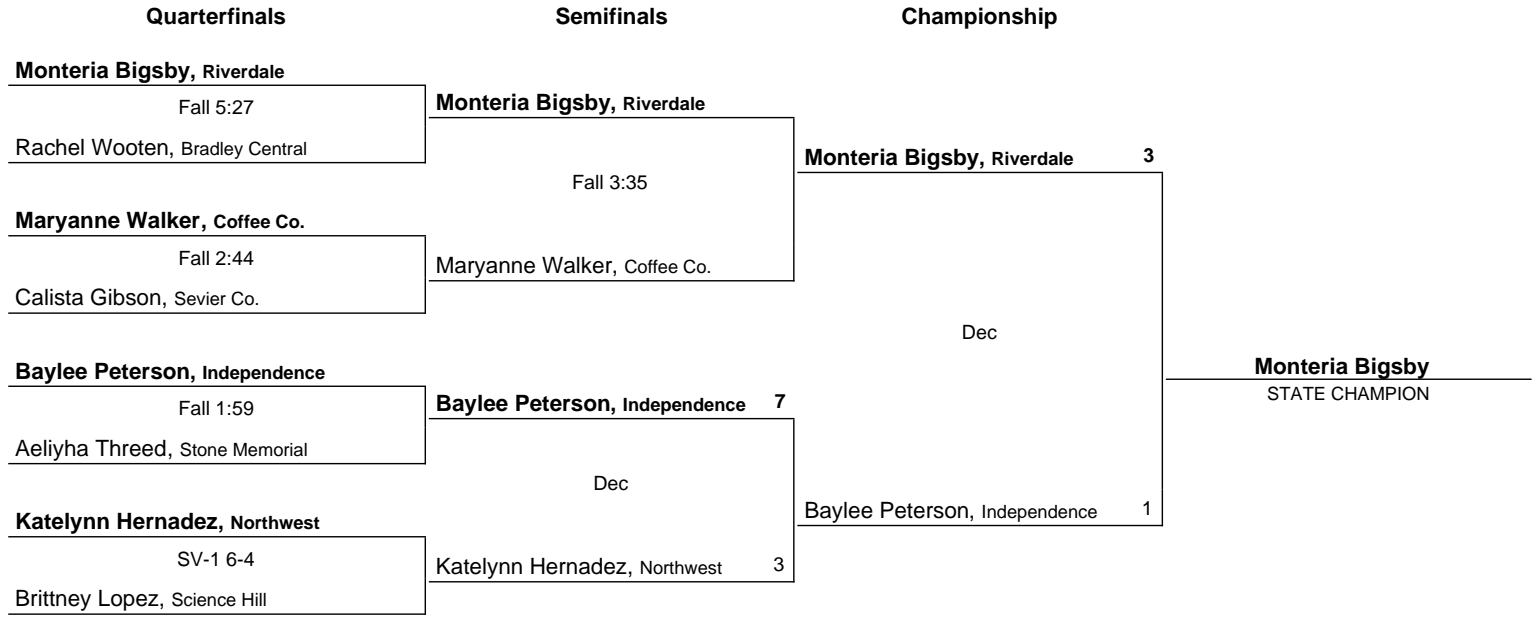 Quarterfinals Semifinals Championship
Monteria Bigsby, Riverdale
Fall 5:27
Rachel Wooten, Bradley Central
Maryanne Walker, Coffee Co.
Fall 2:44
Calista Gibson, Sevier Co.
Baylee Peterson, Independence
Fall 1:59
Aeliyha Threed, Stone Memorial
Katelynn Hernadez, Northwest
SV-1 6-4
Brittney Lopez, Science Hill
Monteria Bigsby, Riverdale
Fall 3:35
Maryanne Walker, Coffee Co.
Baylee Peterson, Independence 7
Dec
Katelynn Hernadez, Northwest 3
Monteria Bigsby, Riverdale 3
Dec
Baylee Peterson, Independence 1
Monteria Bigsby
STATE CHAMPION